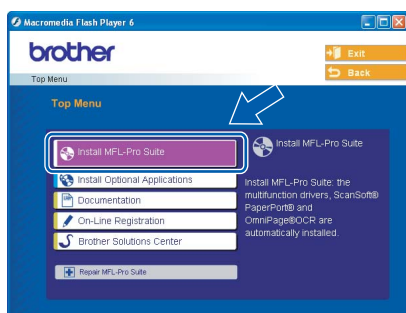 Macromedia Flash Player 6
brother
Exit
Back
Top Menu
Top Menu
Install MFL-Pro Suite
Install Optional Applications
Documentation
On-Line Registration
Brother Solutions Center
Repair MFL-Pro Suite
Install MFL-Pro Suite
Install MFL-Pro Suite: the
multifunction drivers, ScanSoft®
PaperPort® and
OmniPage®OCR are
automatically installed.